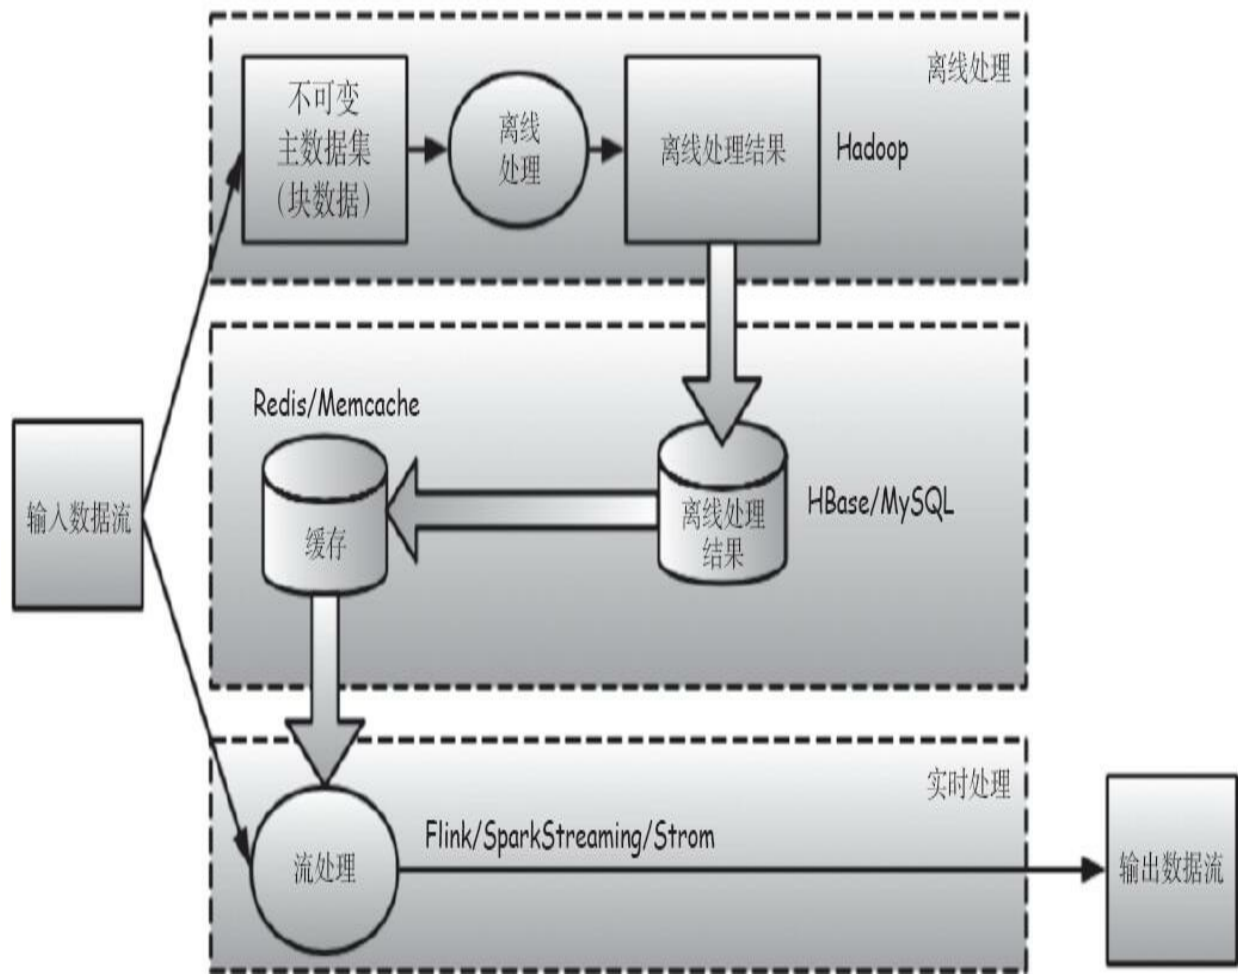 离线处理
不可变
主数据集
（块数据）
离线
处理
离线处理结果
Hadoop
Redis/Memcache
输入数据流
缓存
离线处理
结果
HBase/MySQL
实时处理
Flink/SparkStreaming/Strom
流处理
输出数据流